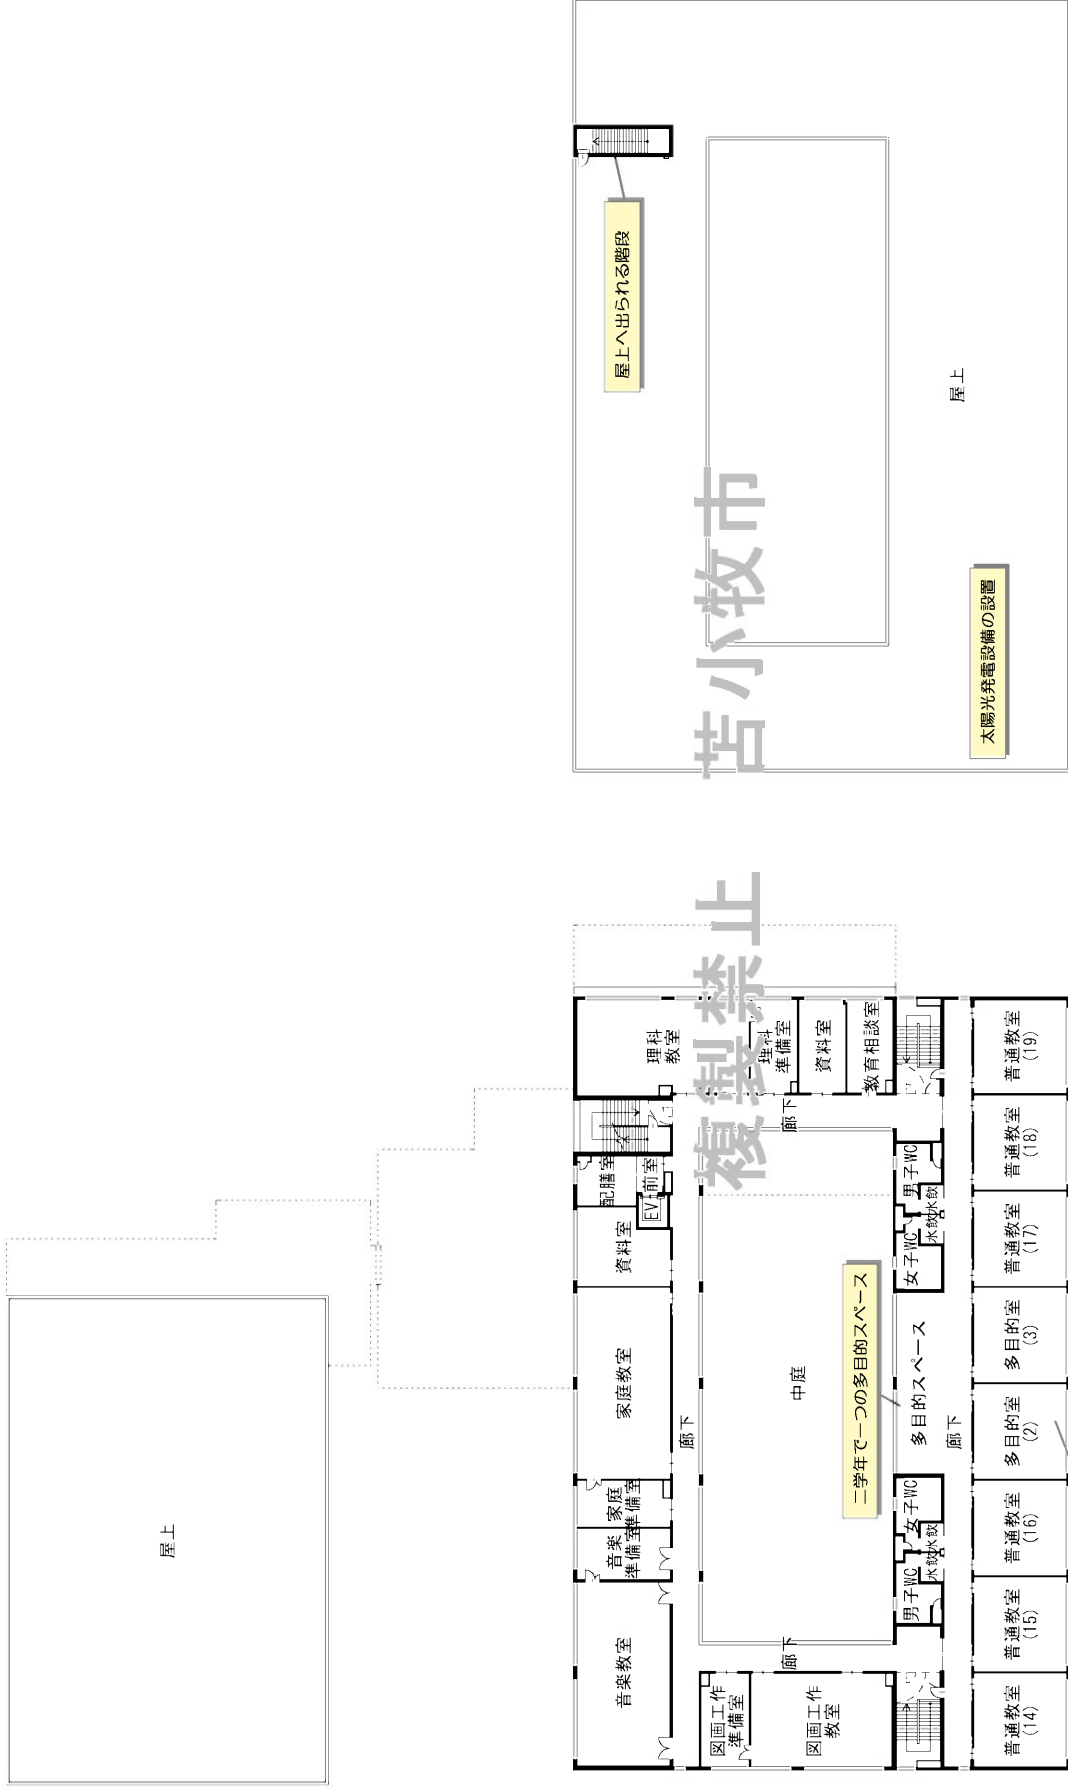 屋上
音楽教室
音楽
準備室
家庭
準備室
家庭教室
資料室
配膳室
EV
前室
理科
教室
理科
準備室
資料室
教育相談室
廊下
廊下
廊下
図画工作
準備室
図画工作
教室
中庭
二学年で一つの多目的スペース
男子WC
水飲
水飲
女子WC
多目的スペース
女子WC
水飲
水飲
男子WC
廊下
普通教室
(14)
普通教室
(15)
普通教室
(16)
多目的室
(2)
多目的室
(3)
普通教室
(17)
普通教室
(18)
普通教室
(19)
屋上へ出られる階段
屋上
太陽光発電設備の設置
複製禁止
苫小牧市